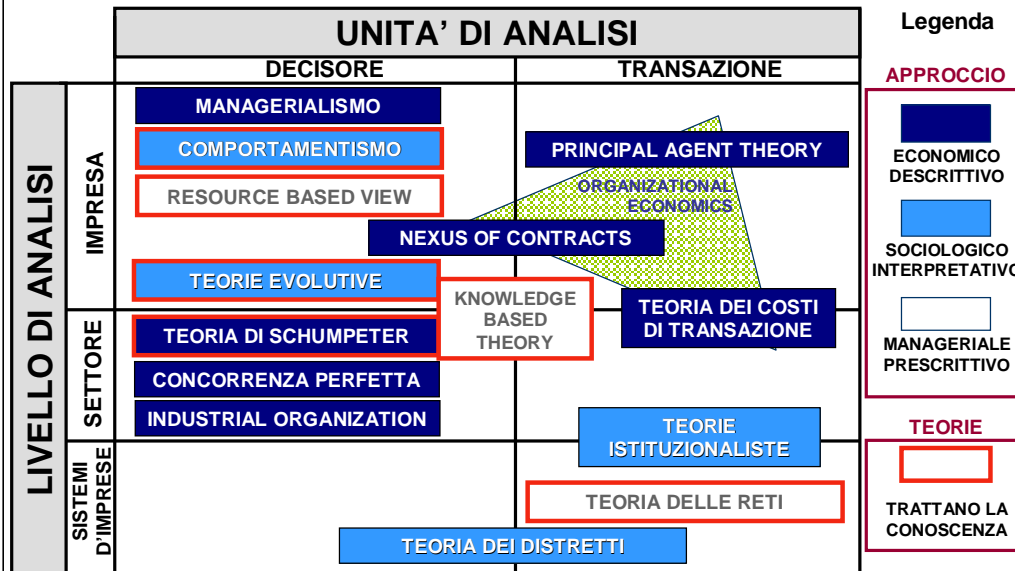 UNITA' DI ANALISI
DECISORE
TRANSAZIONE
LIVELLO DI ANALISI
IMPRESA
MANAGERIALISMO
COMPORTAMENTISMO
RESOURCE BASED VIEW
PRINCIPAL AGENT THEORY
ORGANIZATIONAL
ECONOMICS
NEXUS OF CONTRACTS
TEORIE EVOLUTIVE
KNOWLEDGE
BASED
THEORY
TEORIA DEI COSTI
DI TRANSAZIONE
SETTORE
TEORIA DI SCHUMPETER
CONCORRENZA PERFETTA
INDUSTRIAL ORGANIZATION
TEORIE
ISTITUZIONALISTE
SISTEMI
D'IMPRESE
TEORIA DELLE RETI
TEORIA DEI DISTRETTI
Legenda
APPROCCIO
ECONOMICO
DESCRITTIVO
SOCIOLOGICO
INTERPRETATIVO
MANAGERIALE
PRESCRITTIVO
TEORIE
TRATTANO LA
CONOSCENZA